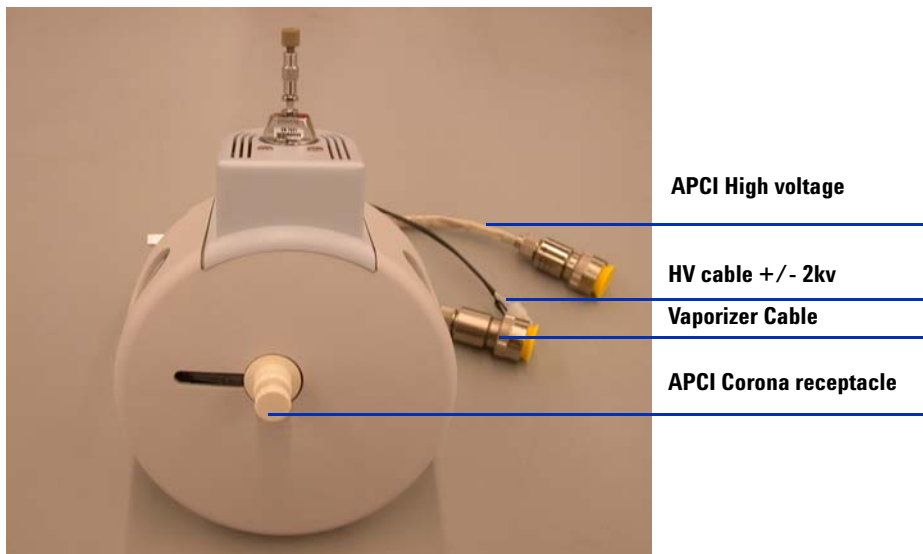 APCI High voltage
HV cable +/- 2kv
Vaporizer Cable
APCI Corona receptacle